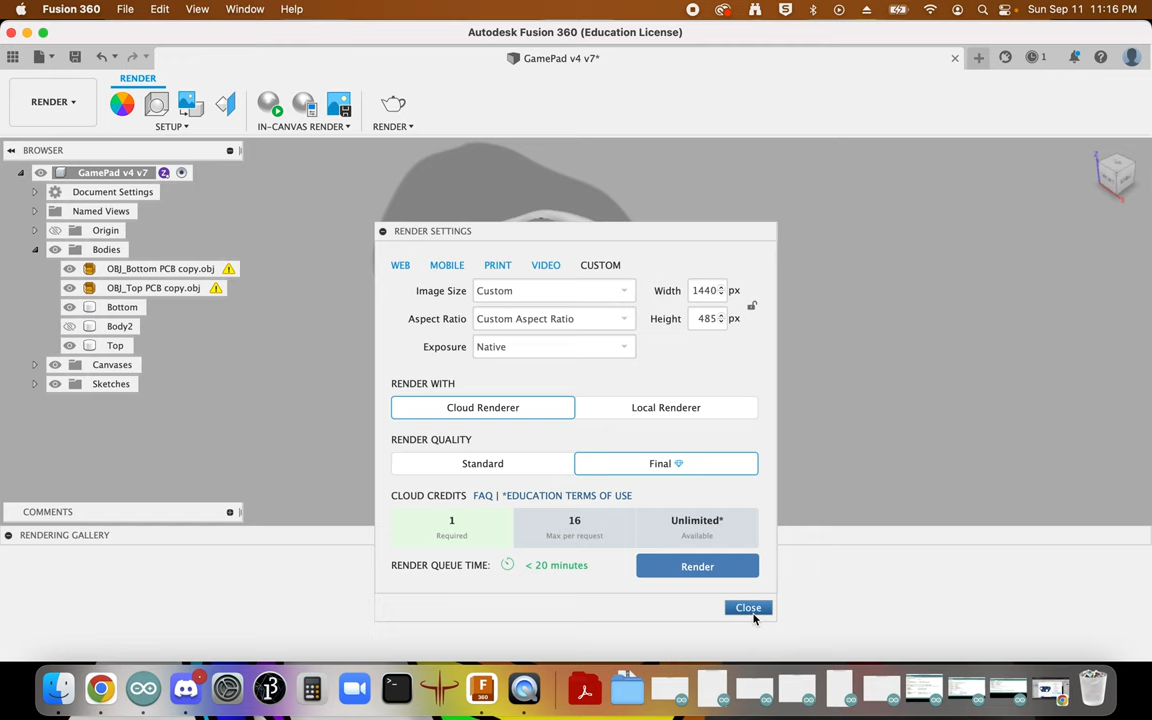 Fusion 360 File Edit View Window Help Sun Sep 11 11:16 PM
Autodesk Fusion 360 (Education License)
GamePad v4 v7* 1
RENDER
RENDER
SETUP IN-CANVAS RENDER RENDER
BROWSER
GamePad v4 v7
Document Settings
Named Views
Origin
Bodies
OBJ_Bottom PCB copy.obj
OBJ_Top PCB copy.obj
Bottom
Body2
Top
Canvases
Sketches
COMMENTS
RENDERING GALLERY
RENDER SETTINGS
WEB MOBILE PRINT VIDEO CUSTOM
Image Size Custom Width 1440 px
Aspect Ratio Custom Aspect Ratio Height 485 px
Exposure Native
RENDER WITH
Cloud Renderer Local Renderer
RENDER QUALITY
Standard Final
CLOUD CREDITS FAQ | *EDUCATION TERMS OF USE
1 16 Unlimited*
Required Max per request Available
RENDER QUEUE TIME: < 20 minutes Render
Close